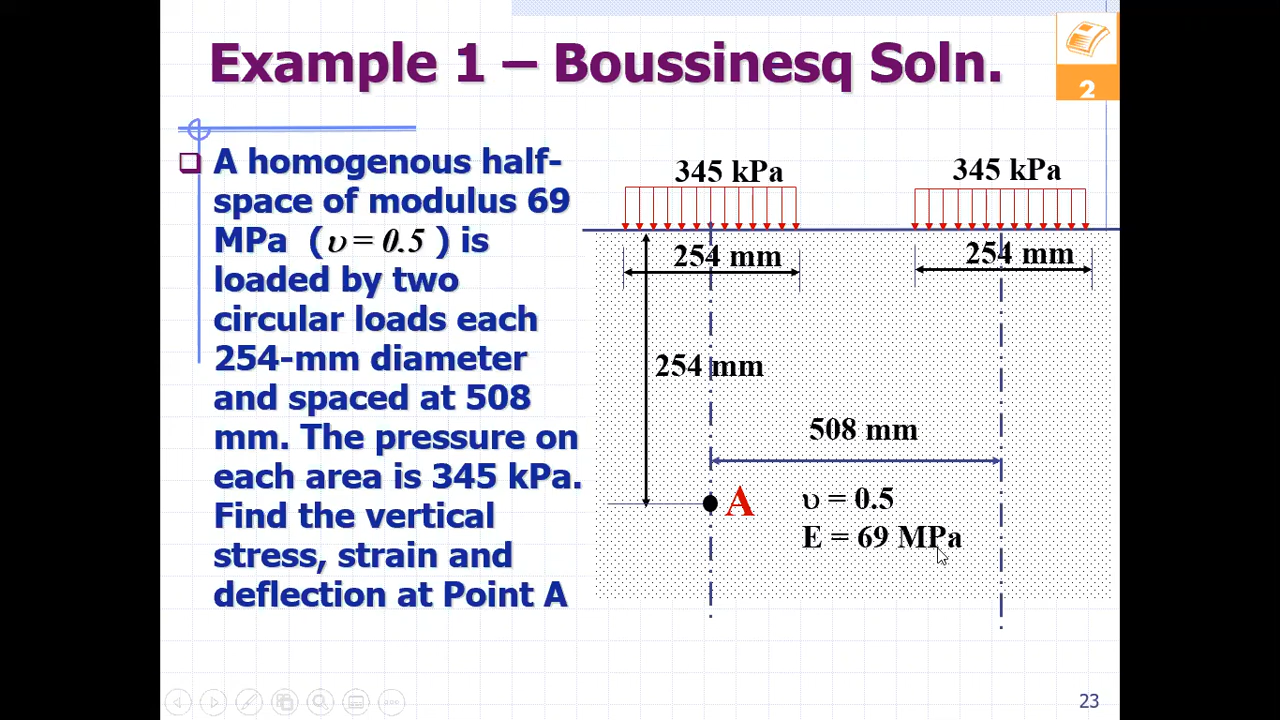 Example 1 – Boussinesq Soln.
2
A homogenous half-
space of modulus 69
MPa (υ = 0.5 ) is
loaded by two
circular loads each
254-mm diameter
and spaced at 508
mm. The pressure on
each area is 345 kPa.
Find the vertical
stress, strain and
deflection at Point A
345 kPa
345 kPa
254 mm
254 mm
254 mm
508 mm
A
υ = 0.5
E = 69 MPa
23